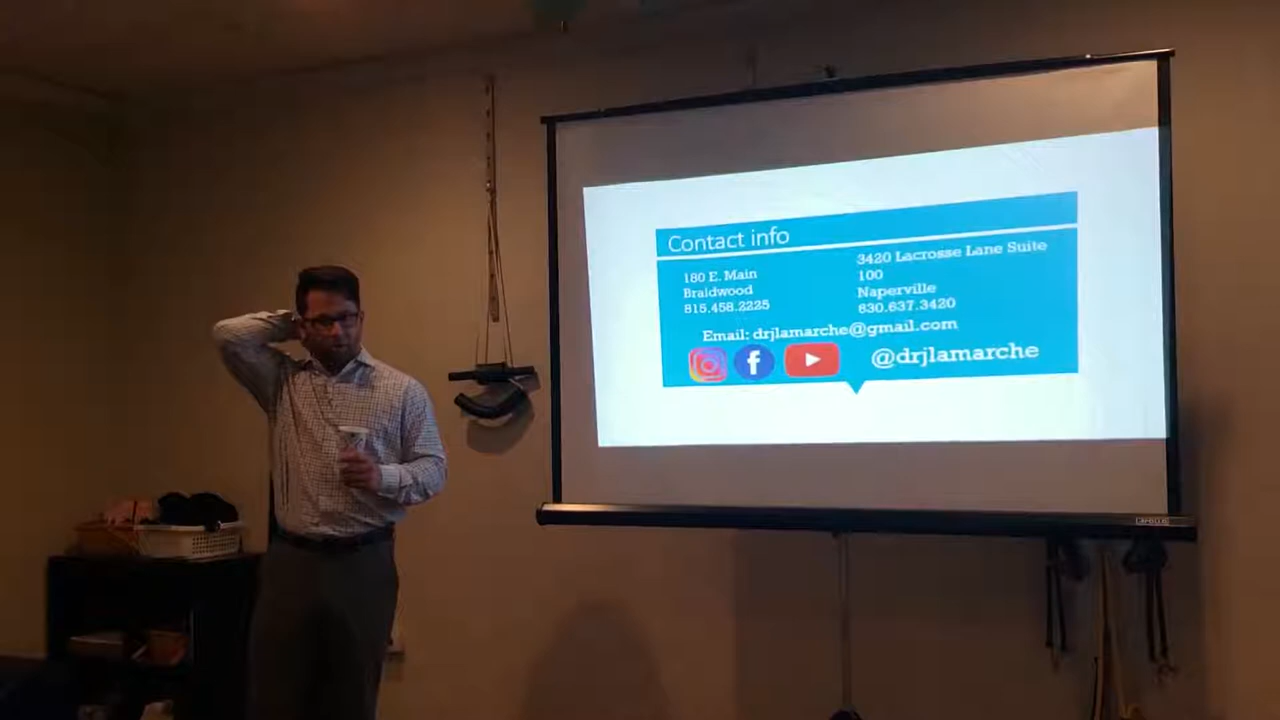 Contact info
180 E. Main
Braidwood
815.458.2225
3420 Lacrosse Lane Suite
100
Naperville
630.637.3420
Email: drjlamarche@gmail.com
@drjlamarche
APOLLO